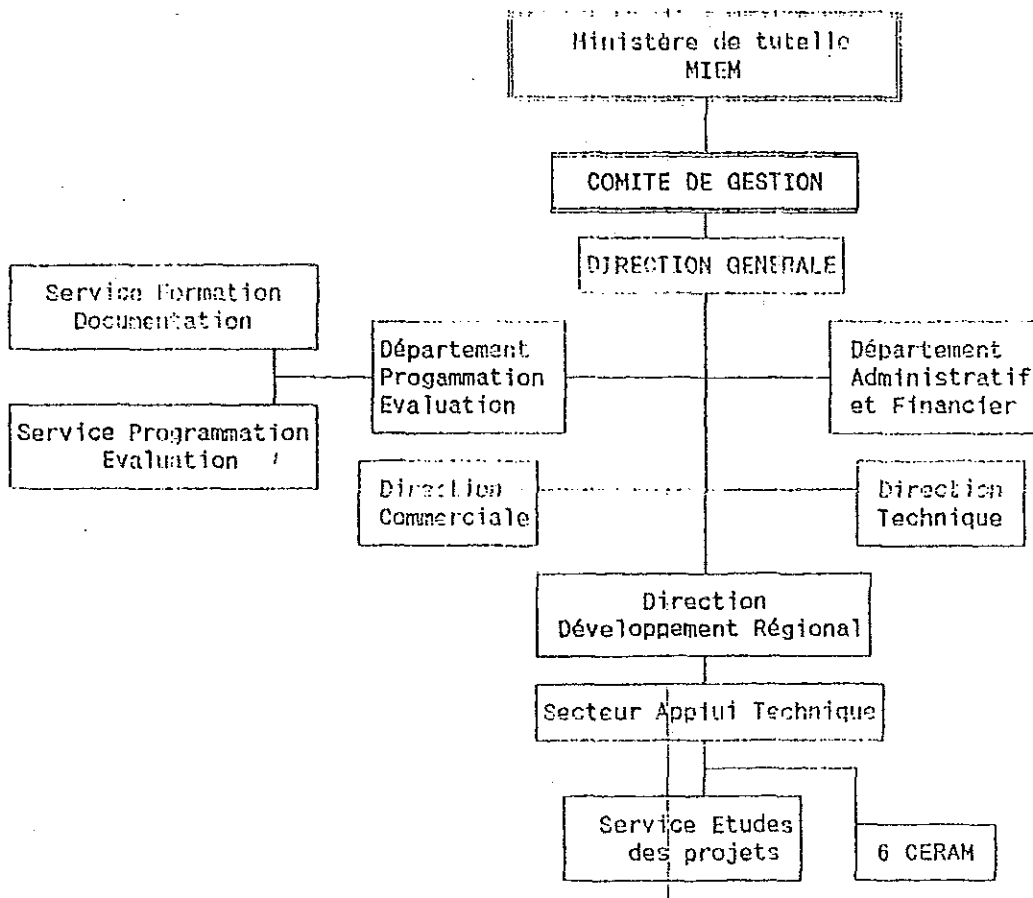 Ministère de tutelle
MIEM
COMITE DE GESTION
DIRECTION GENERALE
Service Formation
Documentation
Département
Progammation
Evaluation
Département
Administratif
et Financier
Service Programmation
Evaluation
Direction
Commerciale
Direction
Technique
Direction
Développement Régional
Secteur Appiui Technique
Service Etudes
des projets
6 CERAM